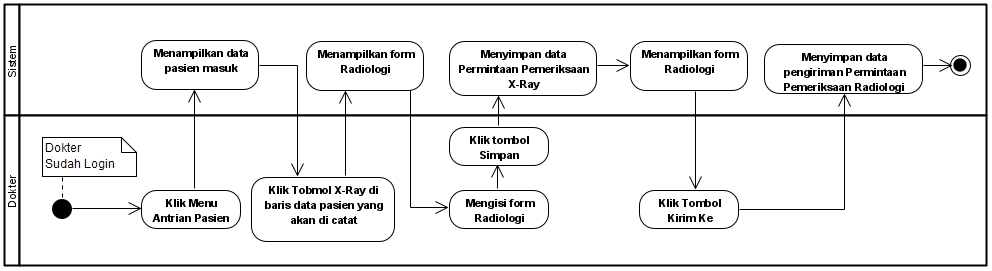 Sistem
Menampilkan data
pasien masuk
Menampilkan form
Radiologi
Menyimpan data
Permintaan Pemeriksaan
X-Ray
Menampilkan form
Radiologi
Menyimpan data
pengiriman Permintaan
Pemeriksaan Radiologi
Dokter
Dokter
Sudah Login
Klik Menu
Antrian Pasien
Klik Tobmol X-Ray di
baris data pasien yang
akan di catat
Klik tombol
Simpan
Mengisi form
Radiologi
Klik Tombol
Kirim Ke